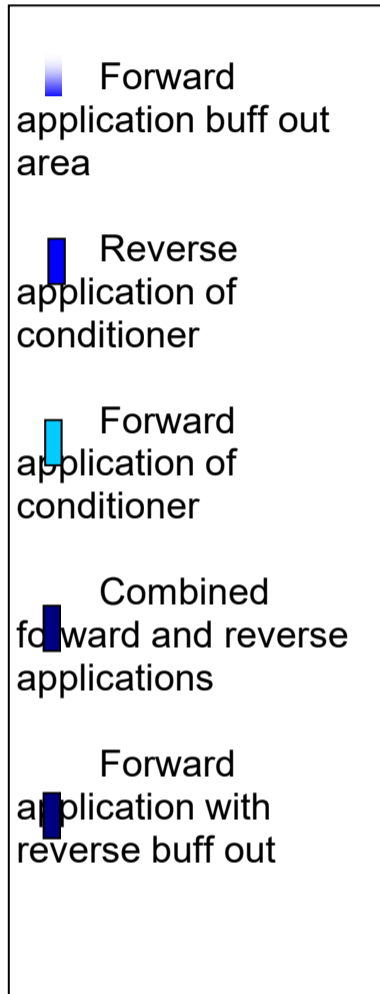 Forward
application buff out
area
Reverse
application of
conditioner
Forward
application of
conditioner
Combined
forward and reverse
applications
Forward
application with
reverse buff out